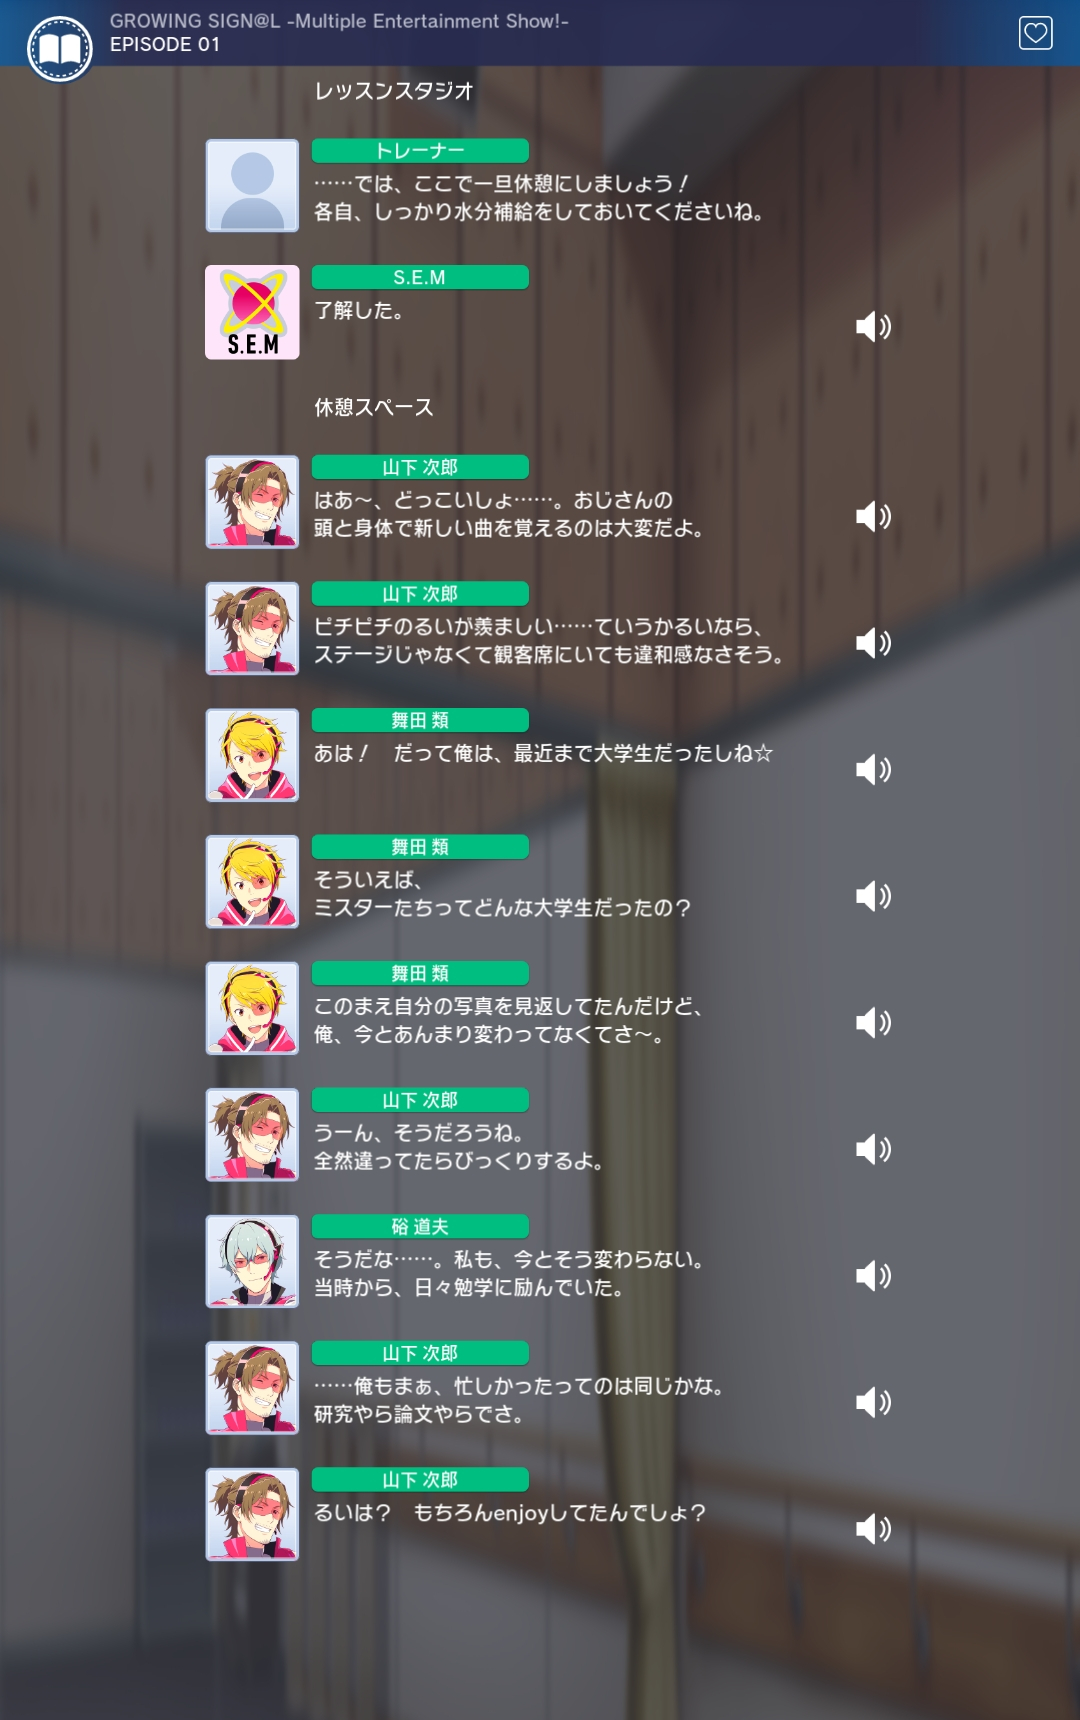 GROWING SIGN@L -Multiple Entertainment Show!-
EPISODE 01
レッスンスタジオ
トレーナー
……では、ここで一旦休憩にしましょう！
各自、しっかり水分補給をしておいてくださいね。
S.E.M
S.E.M
了解した。
休憩スペース
山下 次郎
はあ～、どっこいしょ……。おじさんの
頭と身体で新しい曲を覚えるのは大変だよ。
山下 次郎
ピチピチのるいが羨ましい……ていうかるいなら、
ステージじゃなくて観客席にいても違和感なさそう。
舞田 類
あは！　だって俺は、最近まで大学生だったしね☆
舞田 類
そういえば、
ミスターたちってどんな大学生だったの？
舞田 類
このまえ自分の写真を見返してたんだけど、
俺、今とあんまり変わってなくてさ～。
山下 次郎
うーん、そうだろうね。
全然違ってたらびっくりするよ。
硲 道夫
そうだな……。私も、今とそう変わらない。
当時から、日々勉学に励んでいた。
山下 次郎
……俺もまぁ、忙しかったってのは同じかな。
研究やら論文やらでさ。
山下 次郎
るいは？　もちろんenjoyしてたんでしょ？